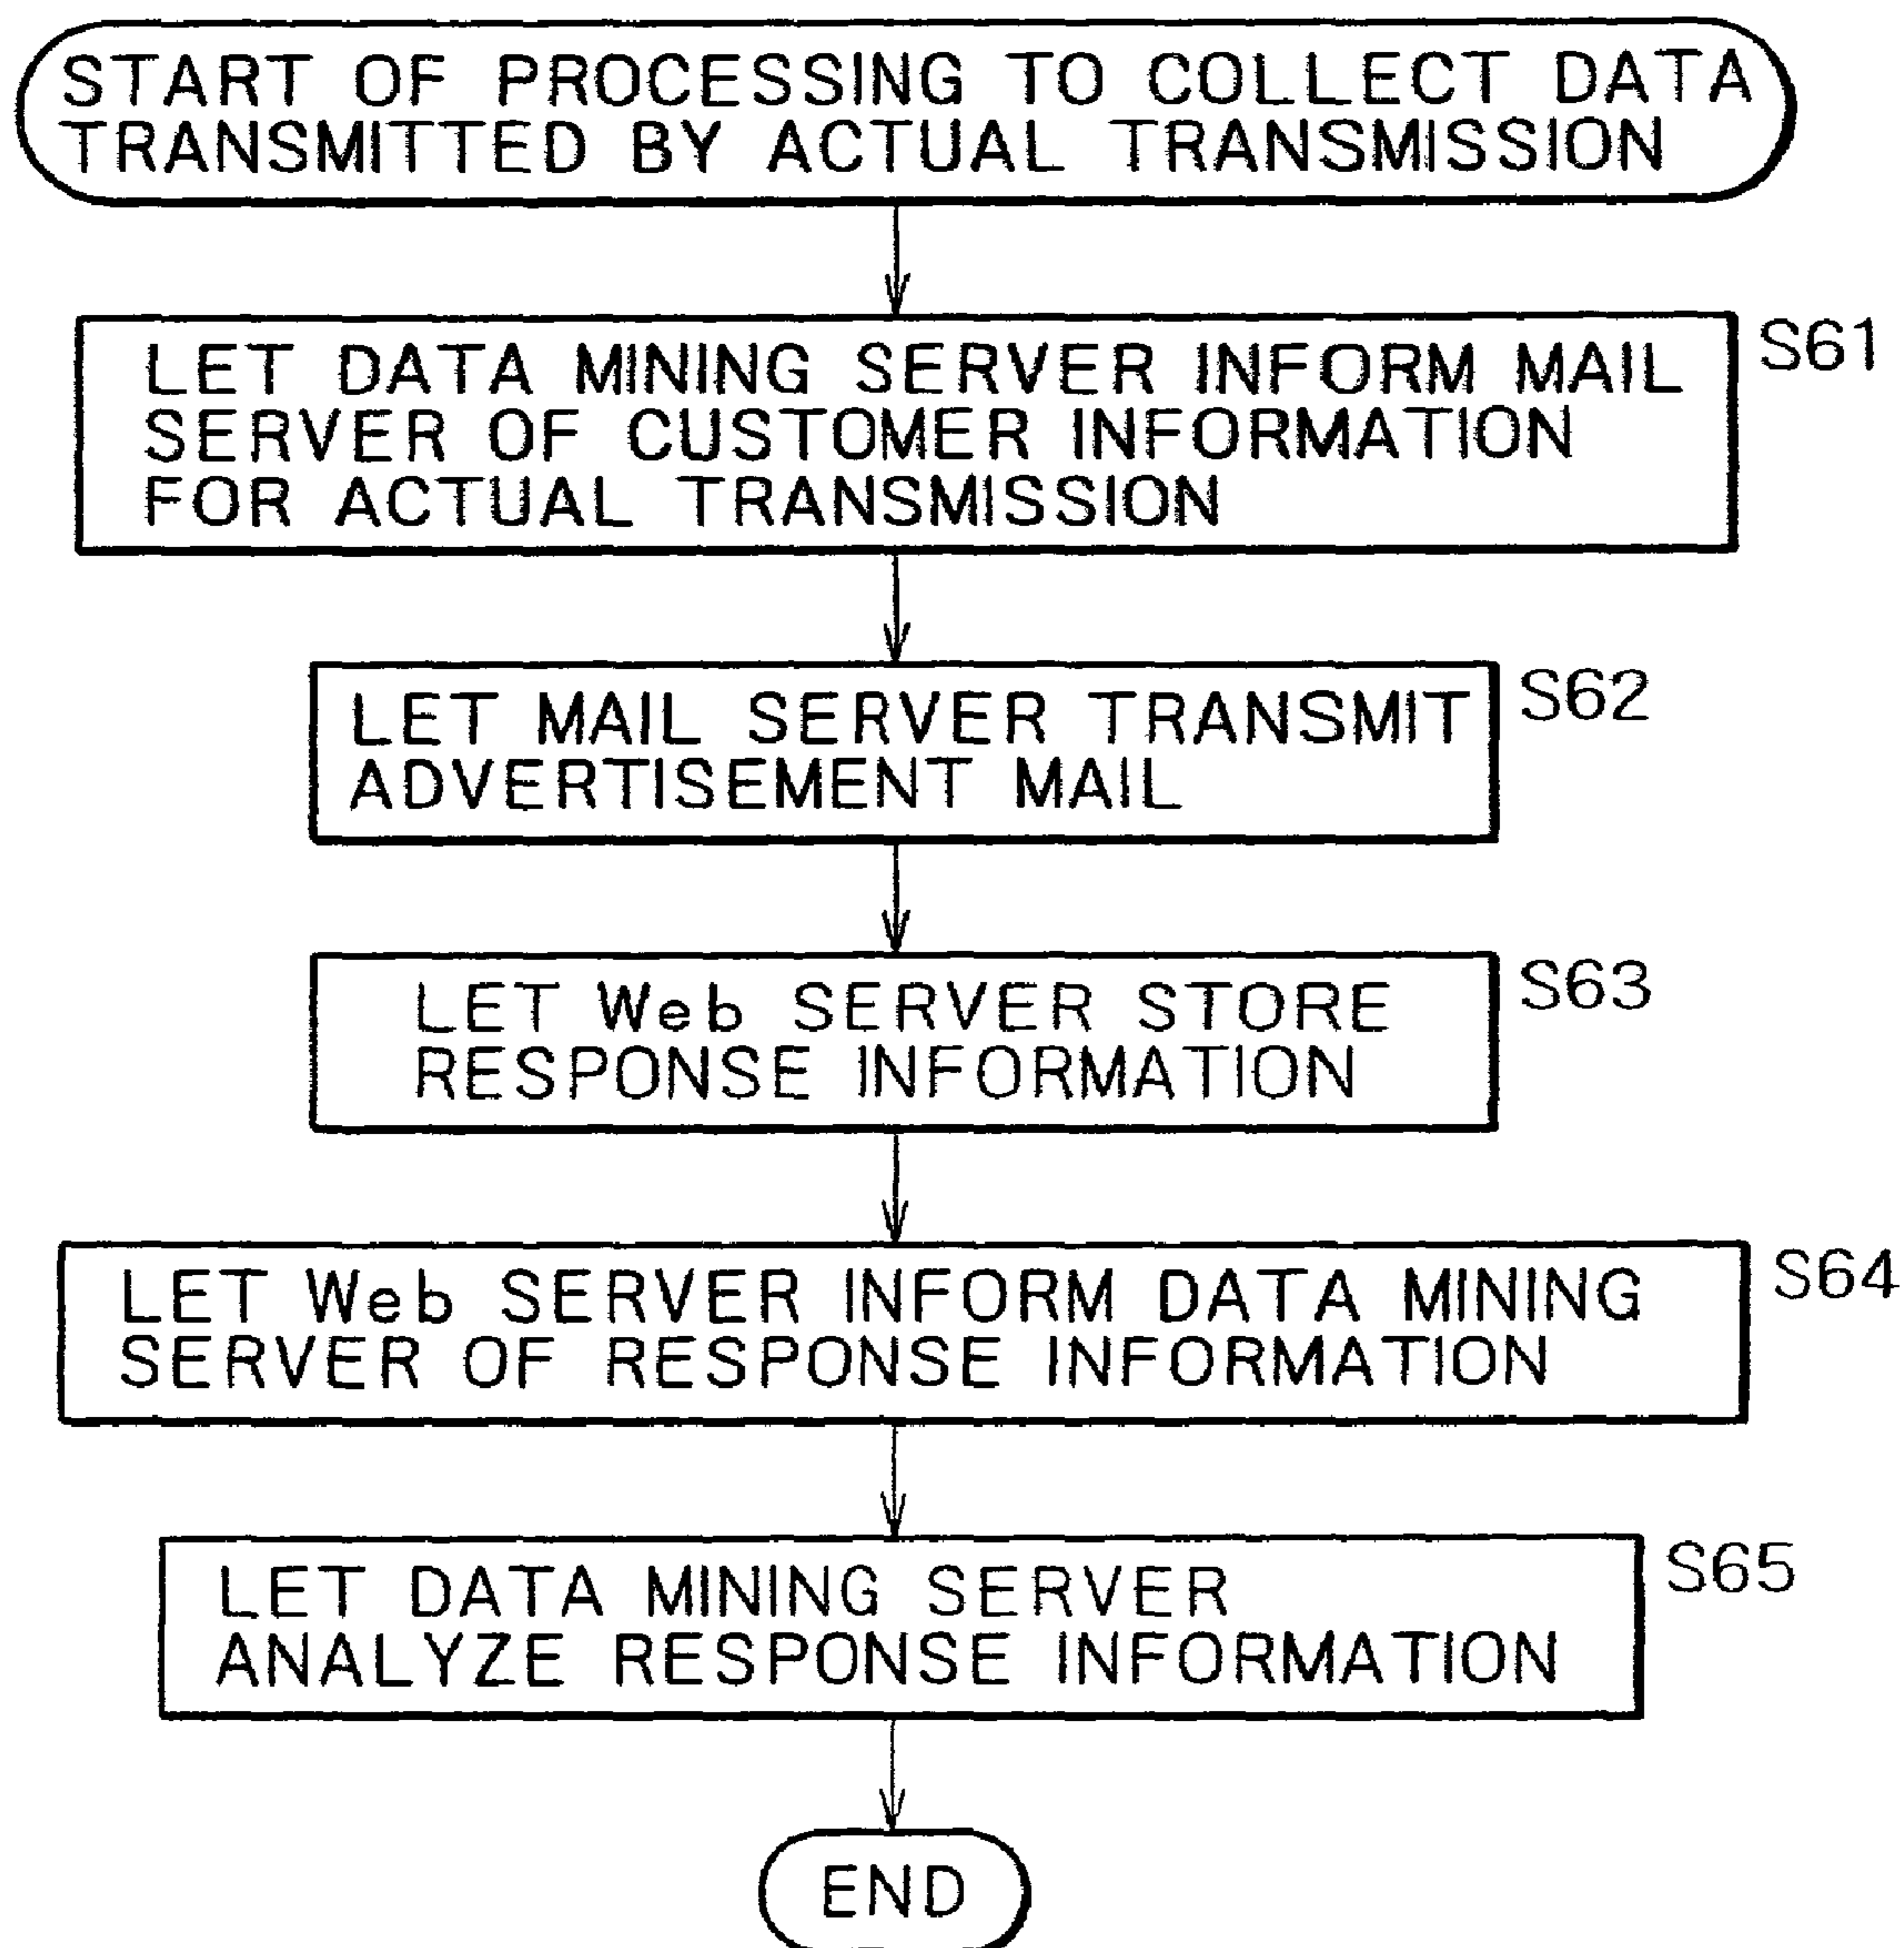 START OF PROCESSING TO COLLECT DATA
TRANSMITTED BY ACTUAL TRANSMISSION
LET DATA MINING SERVER INFORM MAIL
SERVER OF CUSTOMER INFORMATION
FOR ACTUAL TRANSMISSION
S61
LET MAIL SERVER TRANSMIT
ADVERTISEMENT MAIL
S62
LET Web SERVER STORE
RESPONSE INFORMATION
S63
LET Web SERVER INFORM DATA MINING
SERVER OF RESPONSE INFORMATION
S64
LET DATA MINING SERVER
ANALYZE RESPONSE INFORMATION
S65
END